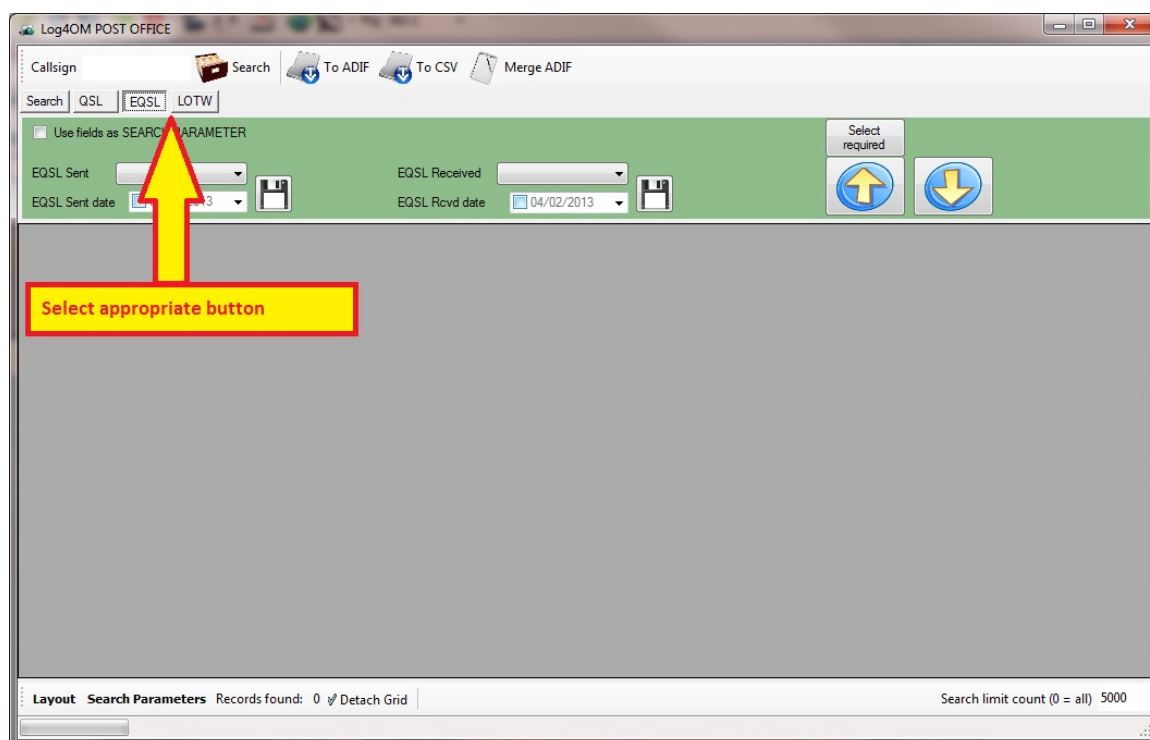 Log4OM POST OFFICE
Callsign Search To ADIF To CSV Merge ADIF
Search QSL EQSL LOTW
Use fields as SEARCH PARAMETER
Select
required
EQSL Sent EQSL Received
EQSL Sent date EQSL Rcvd date 04/02/2013
Select appropriate button
Layout Search Parameters Records found: 0 Detach Grid Search limit count (0 = all) 5000